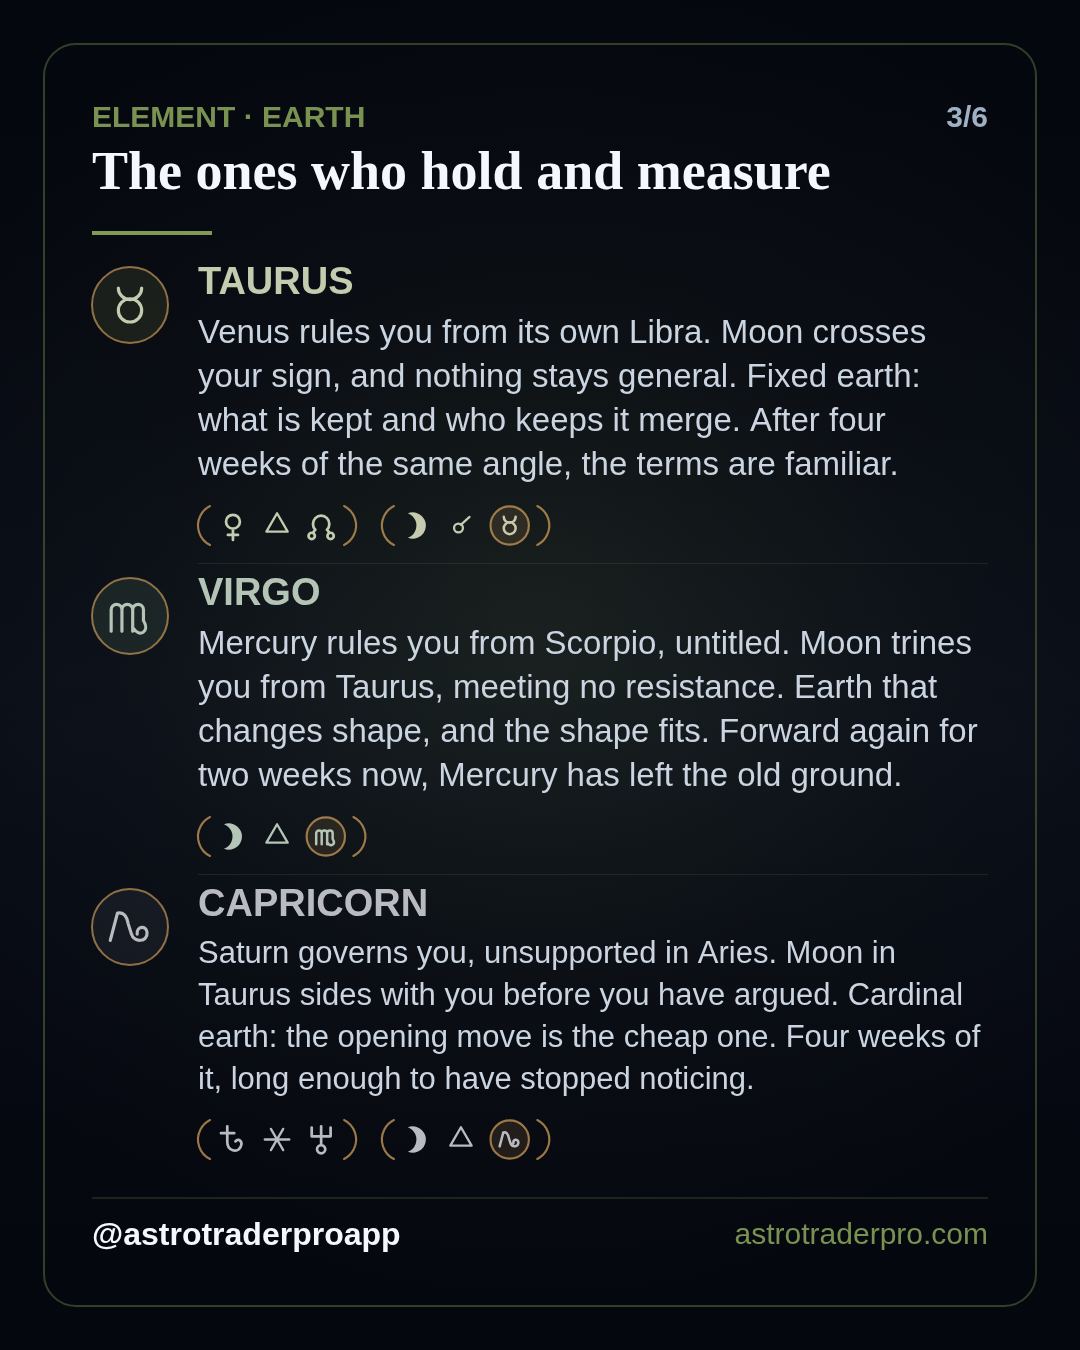 ELEMENT · EARTH
3/6
The ones who hold and measure
TAURUS
Venus rules you from its own Libra. Moon crosses
your sign, and nothing stays general. Fixed earth:
what is kept and who keeps it merge. After four
weeks of the same angle, the terms are familiar.
VIRGO
Mercury rules you from Scorpio, untitled. Moon trines
you from Taurus, meeting no resistance. Earth that
changes shape, and the shape fits. Forward again for
two weeks now, Mercury has left the old ground.
CAPRICORN
Saturn governs you, unsupported in Aries. Moon in
Taurus sides with you before you have argued. Cardinal
earth: the opening move is the cheap one. Four weeks of
it, long enough to have stopped noticing.
@astrotraderproapp
astrotraderpro.com